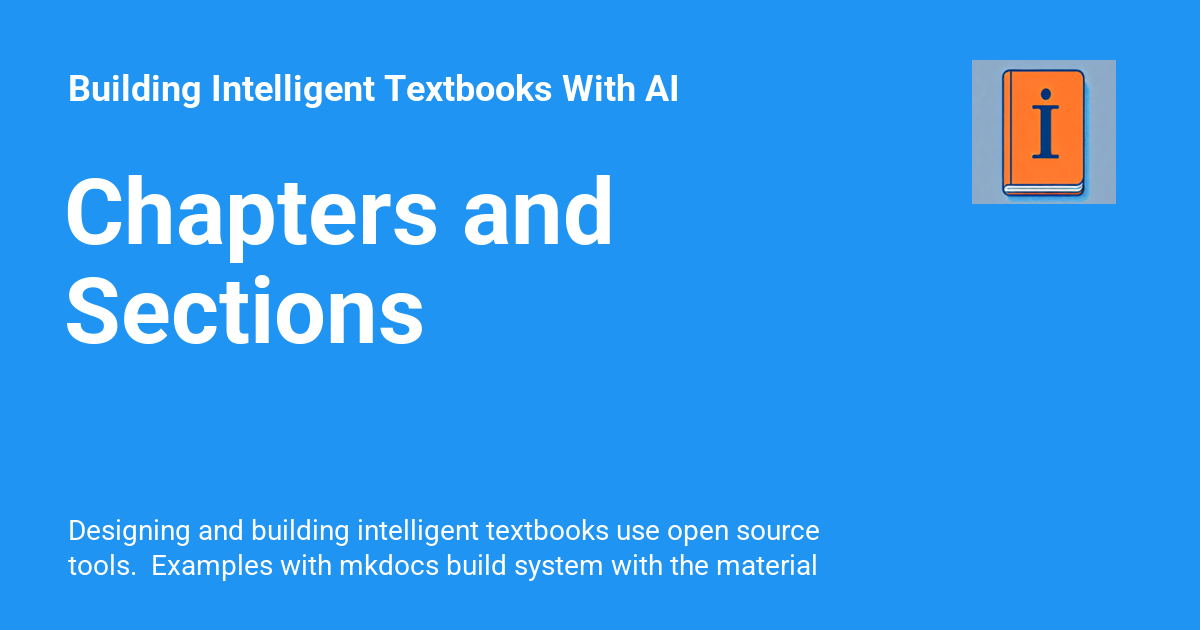 Building Intelligent Textbooks With AI
i
Chapters and
Sections
Designing and building intelligent textbooks use open source
tools.  Examples with mkdocs build system with the material